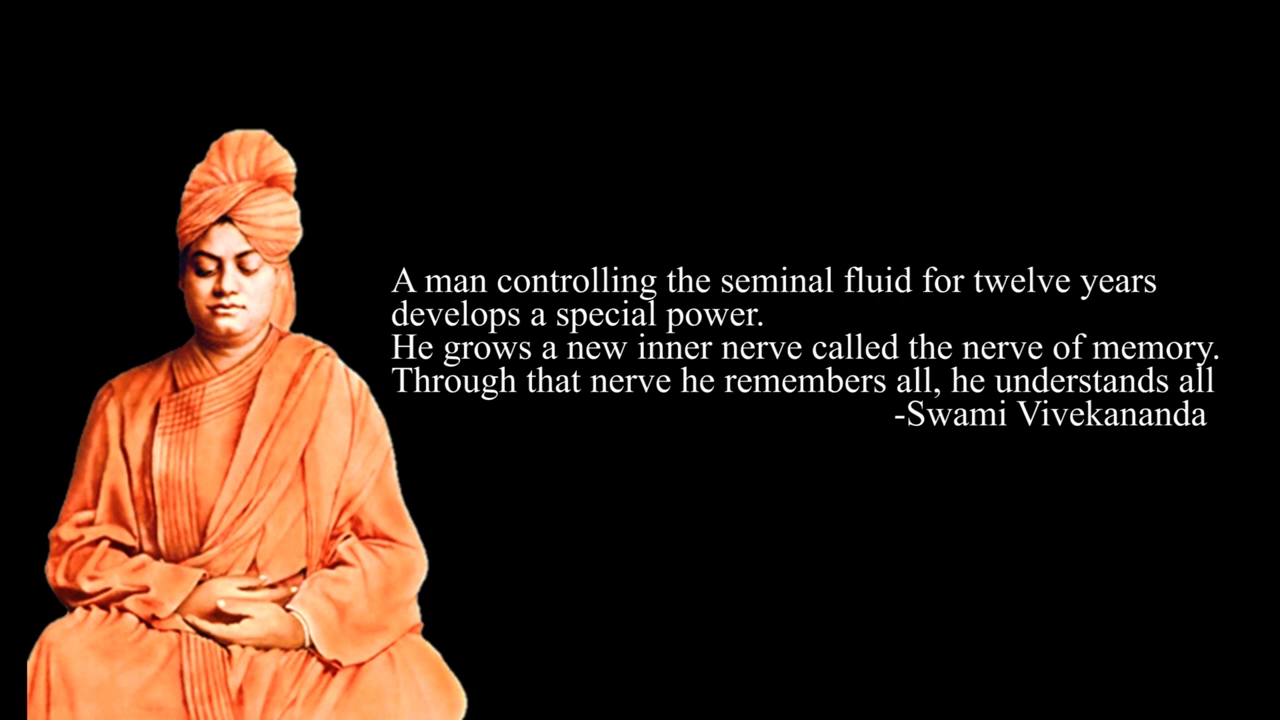 A man controlling the seminal fluid for twelve years
develops a special power.
He grows a new inner nerve called the nerve of memory.
Through that nerve he remembers all, he understands all
-Swami Vivekananda